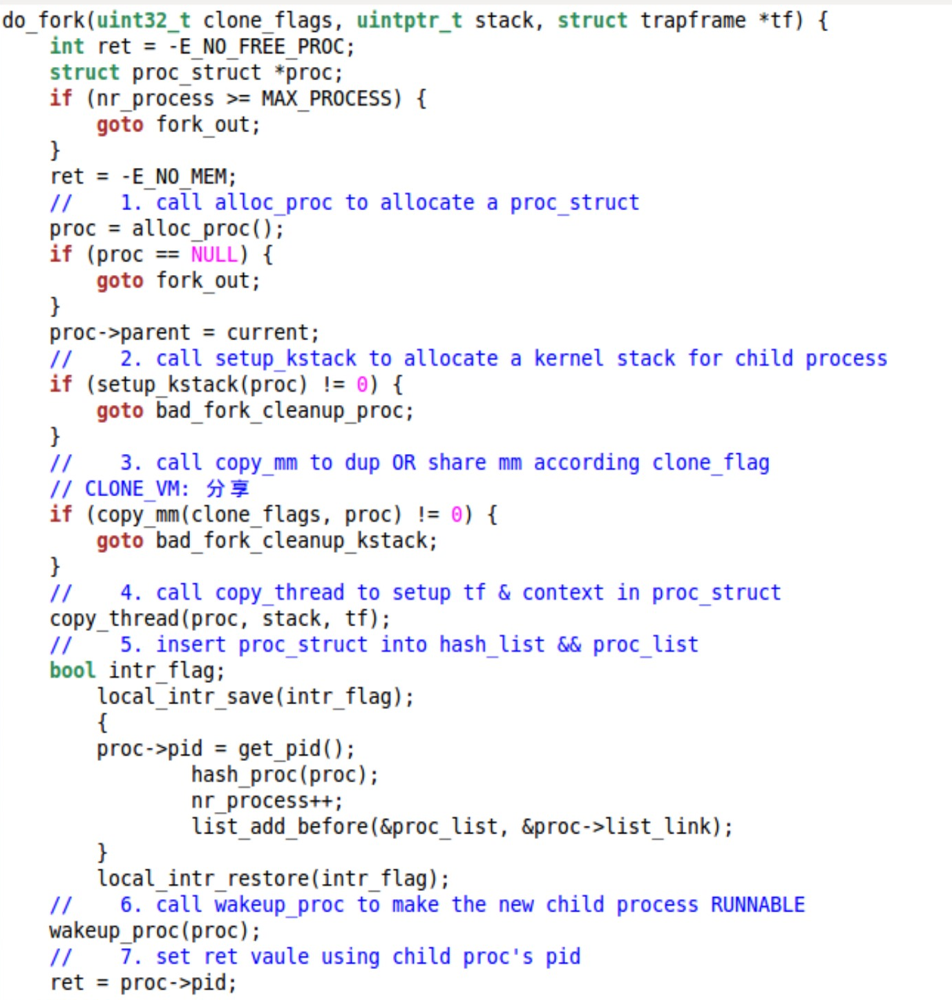 do_fork(uint32_t clone_flags, uintptr_t stack, struct trapframe *tf) {
    int ret = -E_NO_FREE_PROC;
    struct proc_struct *proc;
    if (nr_process >= MAX_PROCESS) {
        goto fork_out;
    }
    ret = -E_NO_MEM;
    //    1. call alloc_proc to allocate a proc_struct
    proc = alloc_proc();
    if (proc == NULL) {
        goto fork_out;
    }
    proc->parent = current;
    //    2. call setup_kstack to allocate a kernel stack for child process
    if (setup_kstack(proc) != 0) {
        goto bad_fork_cleanup_proc;
    }
    //    3. call copy_mm to dup OR share mm according clone_flag
    // CLONE_VM: 分享
    if (copy_mm(clone_flags, proc) != 0) {
        goto bad_fork_cleanup_kstack;
    }
    //    4. call copy_thread to setup tf & context in proc_struct
    copy_thread(proc, stack, tf);
    //    5. insert proc_struct into hash_list && proc_list
    bool intr_flag;
        local_intr_save(intr_flag);
        {
        proc->pid = get_pid();
                hash_proc(proc);
                nr_process++;
                list_add_before(&proc_list, &proc->list_link);
        }
        local_intr_restore(intr_flag);
    //    6. call wakeup_proc to make the new child process RUNNABLE
    wakeup_proc(proc);
    //    7. set ret vaule using child proc's pid
    ret = proc->pid;